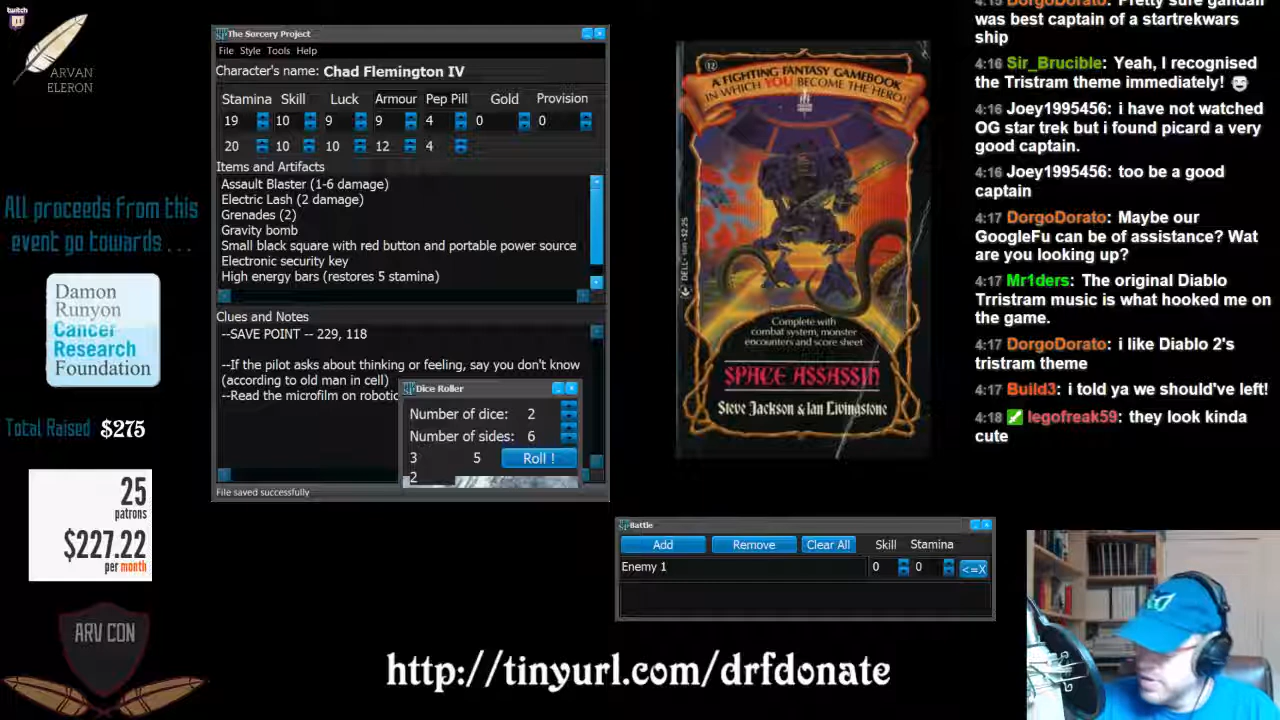 twitch
ARVAN
ELERON
All proceeds from this
event go towards . . .
Damon
Runyon
Cancer
Research
Foundation
Total Raised $275
25
patrons
$227.22
per month
ARV CON
The Sorcery Project
File Style Tools Help
Character's name: Chad Flemington IV
Stamina Skill Luck Armour Pep Pill Gold Provision
19 10 9 9 4 0 0
20 10 10 12 4
Items and Artifacts
Assault Blaster (1-6 damage)
Electric Lash (2 damage)
Grenades (2)
Gravity bomb
Small black square with red button and portable power source
Electronic security key
High energy bars (restores 5 stamina)
Clues and Notes
--SAVE POINT -- 229, 118
--If the pilot asks about thinking or feeling, say you don't know
(according to old man in cell)
--Read the microfilm on robotic
File saved successfully
Dice Roller
Number of dice: 2
Number of sides: 6
3 5 Roll !
2
12
A FIGHTING FANTASY GAMEBOOK
IN WHICH YOU BECOME THE HERO!
DELL
$2.25
Complete with
combat system, monster
encounters and score sheet
SPACE ASSASSIN
Steve Jackson & Ian Livingstone
Battle
Add Remove Clear All Skill Stamina
Enemy 1 0 0 <=X
http://tinyurl.com/drfdonate
4:15 DorgoDorato: Pretty sure gandalf
was best captain of a startrekwars
ship
4:16 Sir_Brucible: Yeah, I recognised
the Tristram theme immediately!
4:16 Joey1995456: i have not watched
OG star trek but i found picard a very
good captain.
4:16 Joey1995456: too be a good
captain
4:17 DorgoDorato: Maybe our
GoogleFu can be of assistance? Wat
are you looking up?
4:17 Mr1ders: The original Diablo
Trristram music is what hooked me on
the game.
4:17 DorgoDorato: i like Diablo 2's
tristram theme
4:17 Build3: i told ya we should've left!
4:18 legofreak59: they look kinda
cute